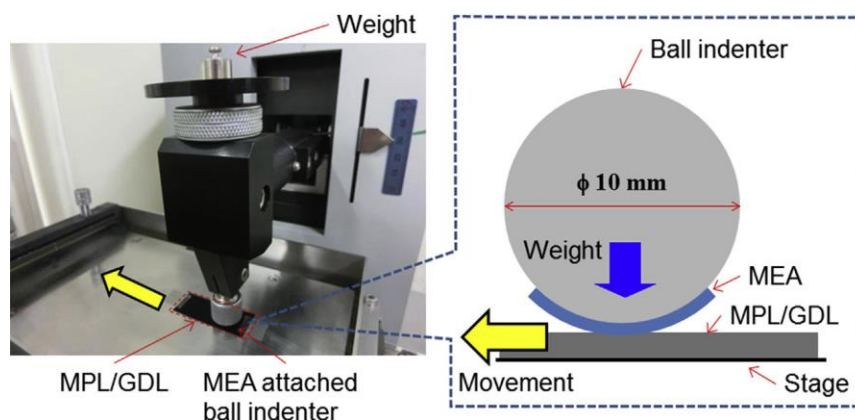 Weight
MPL/GDL
MEA attached
ball indenter
Ball indenter
ϕ 10 mm
Weight
MEA
MPL/GDL
Movement
Stage